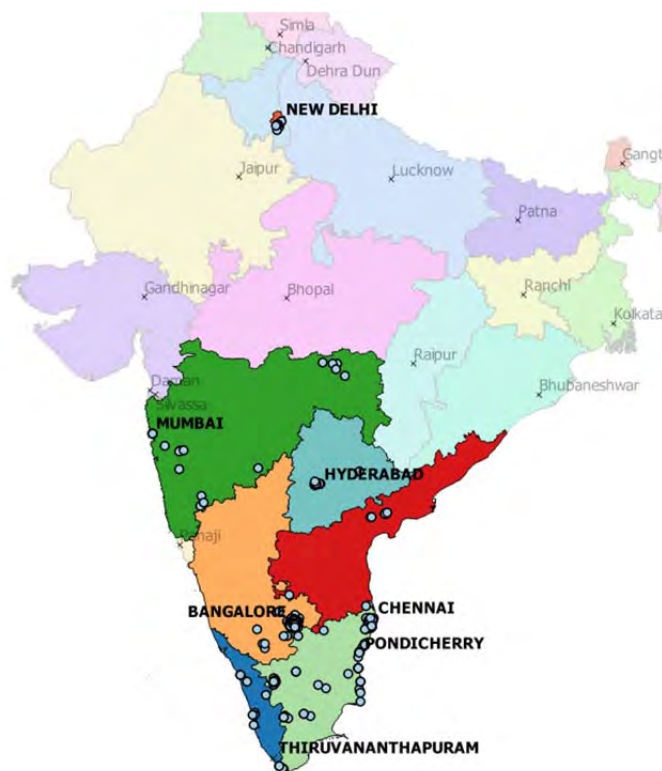 Simla
Chandigarh
Dehra Dun
NEW DELHI
Gangt
Jaipur
Lucknow
Patna
Gandhinagar
Bhopal
Ranchi
Kolkata
Raipur
Daman
Bhubaneshwar
Silvassa
MUMBAI
HYDERABAD
Panaji
BANGALORE
CHENNAI
PONDICHERRY
THIRUVANANTHAPURAM